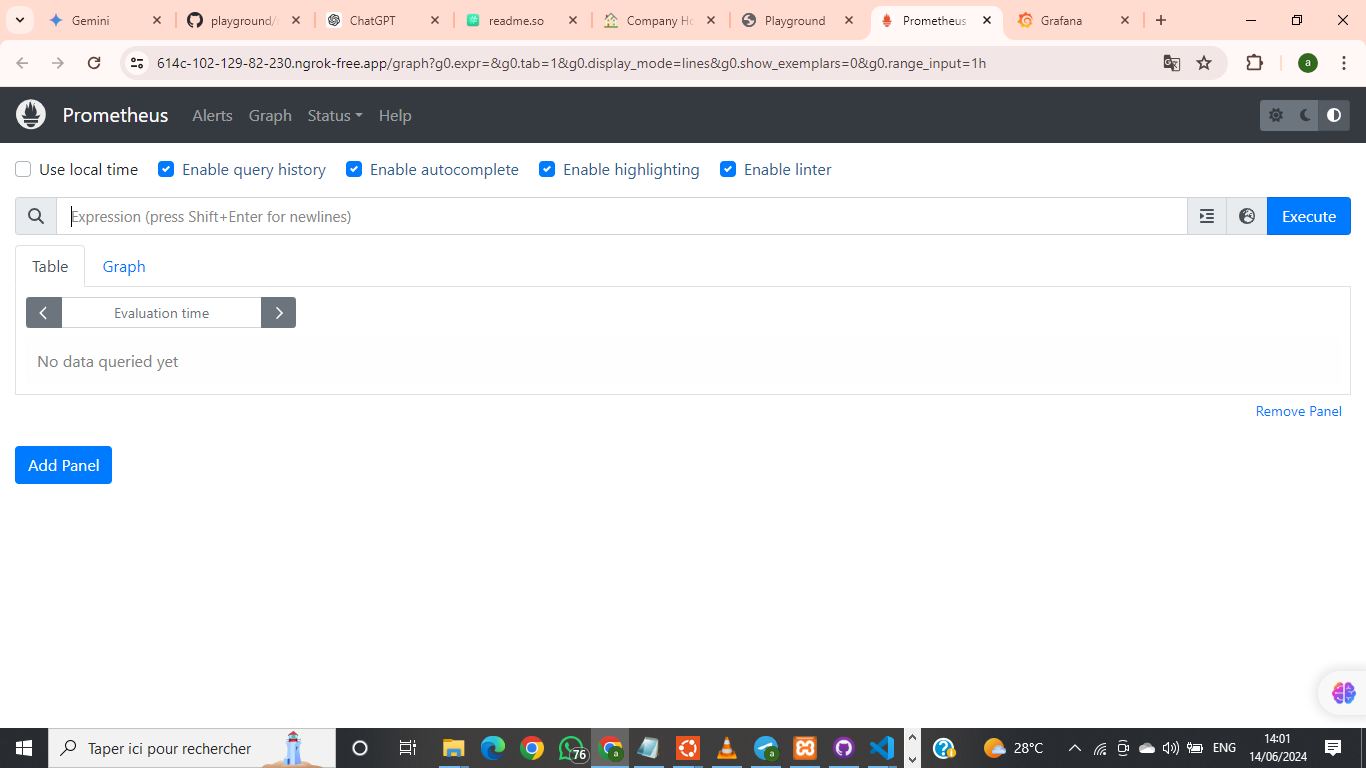 Gemini
playground/
ChatGPT
readme.so
Company Ho
Playground
Prometheus
Grafana
614c-102-129-82-230.ngrok-free.app/graph?g0.expr=&g0.tab=1&g0.display_mode=lines&g0.show_exemplars=0&g0.range_input=1h
a
Prometheus
Alerts
Graph
Status
Help
Use local time
Enable query history
Enable autocomplete
Enable highlighting
Enable linter
Expression (press Shift+Enter for newlines)
Execute
Table
Graph
Evaluation time
No data queried yet
Remove Panel
Add Panel
Taper ici pour rechercher
76
a
a
28°C
ENG
14:01
14/06/2024